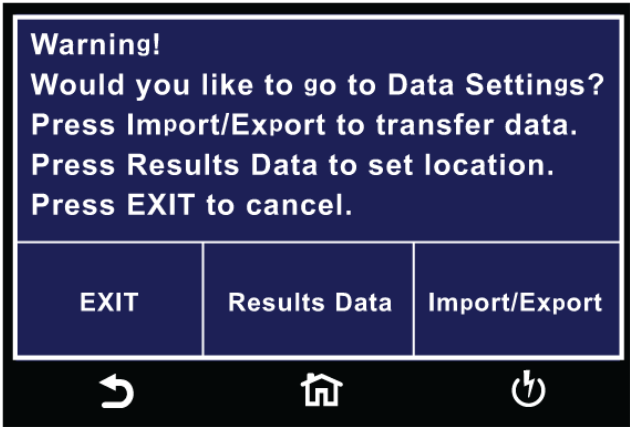 Warning!
Would you like to go to Data Settings?
Press Import/Export to transfer data.
Press Results Data to set location.
Press EXIT to cancel.
EXIT
Results Data
Import/Export